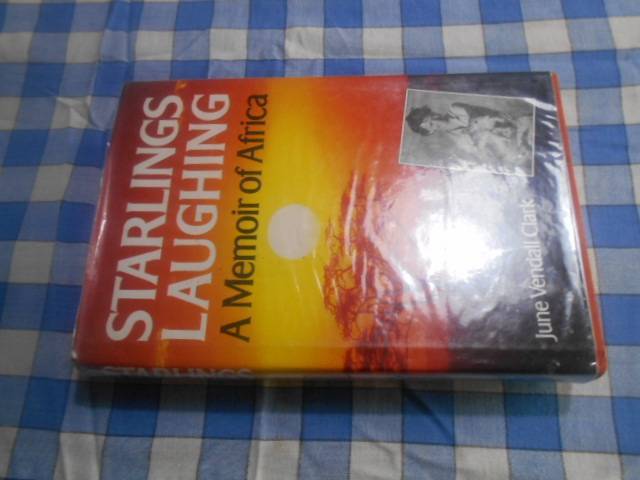 STARLINGS
LAUGHING
A Memoir of Africa
June Vendall Clark
STARLINGS